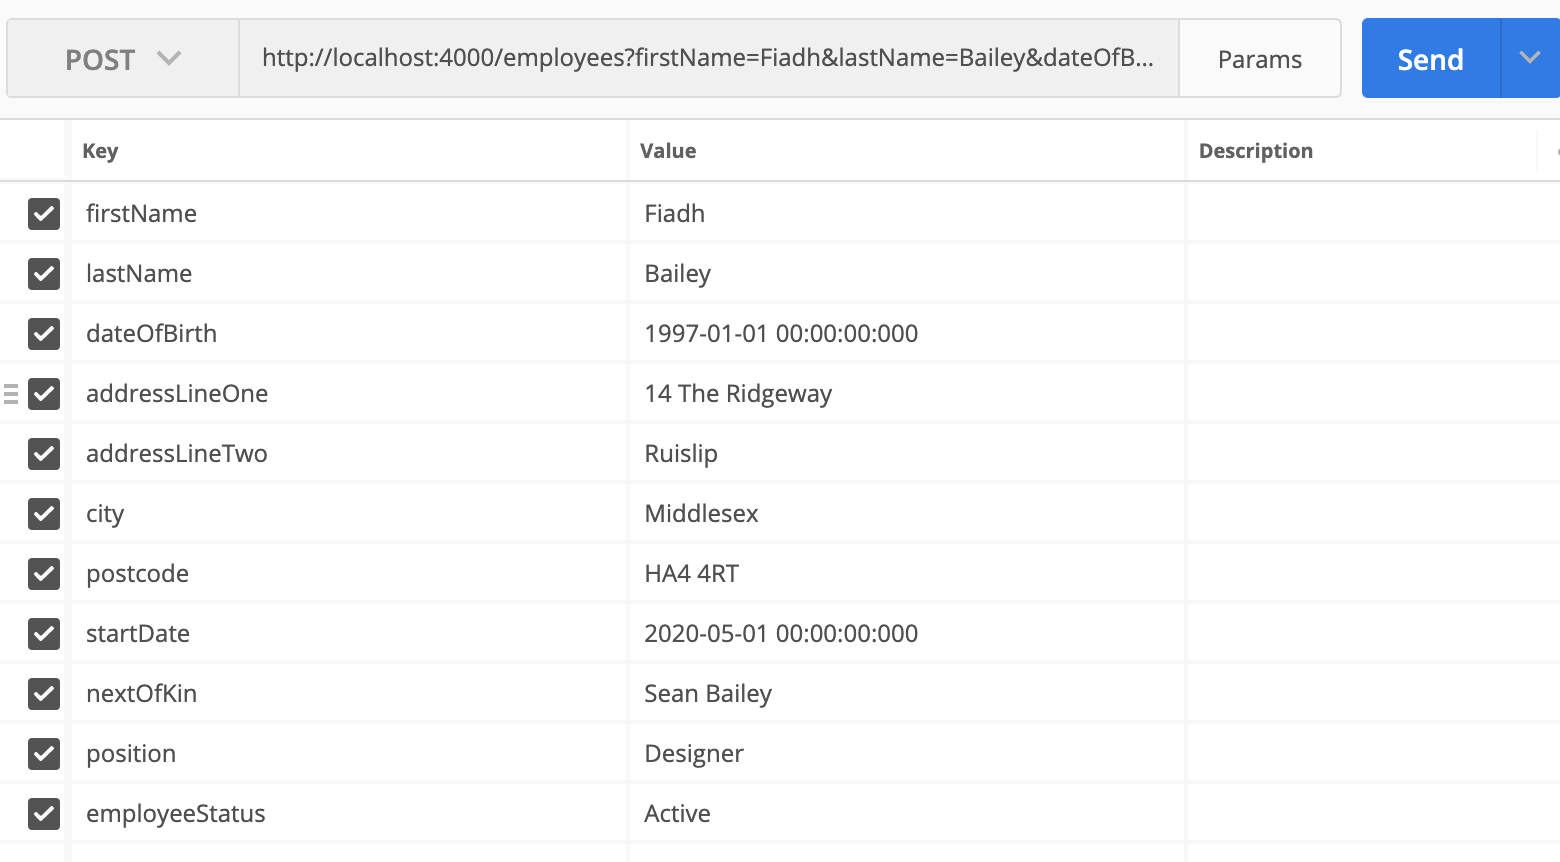 POST http://localhost:4000/employees?firstName=Fiadh&lastName=Bailey&dateOfB... Params Send
Key Value Description
firstName Fiadh
lastName Bailey
dateOfBirth 1997-01-01 00:00:00:000
addressLineOne 14 The Ridgeway
addressLineTwo Ruislip
city Middlesex
postcode HA4 4RT
startDate 2020-05-01 00:00:00:000
nextOfKin Sean Bailey
position Designer
employeeStatus Active